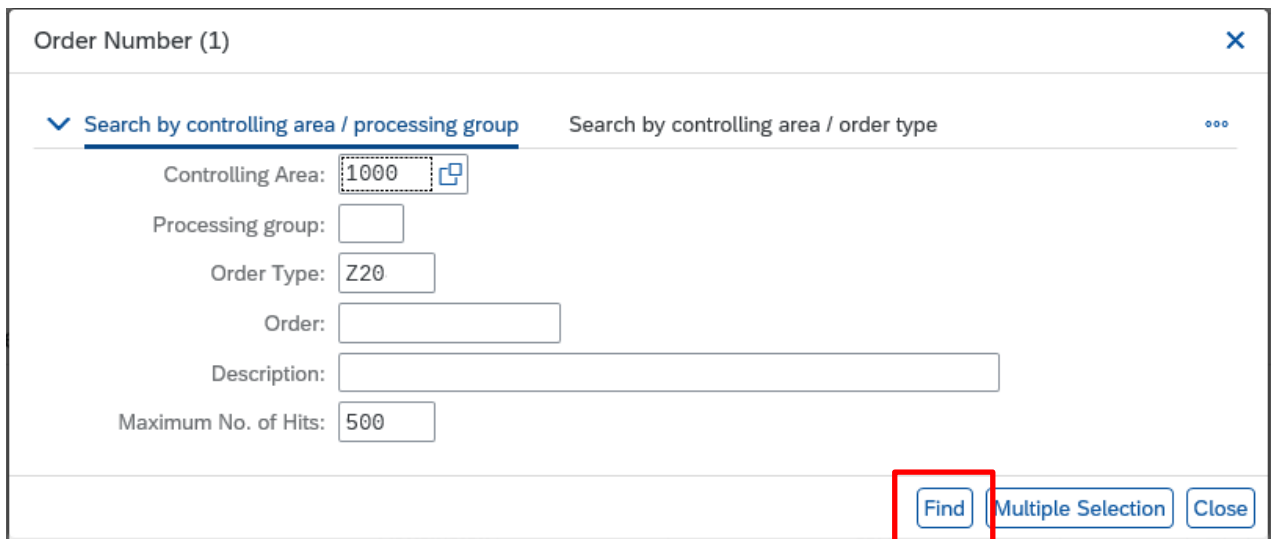 Order Number (1)
Search by controlling area / processing group Search by controlling area / order type
Controlling Area: 1000
Processing group:
Order Type: Z20
Order:
Description:
Maximum No. of Hits: 500
Find Multiple Selection Close